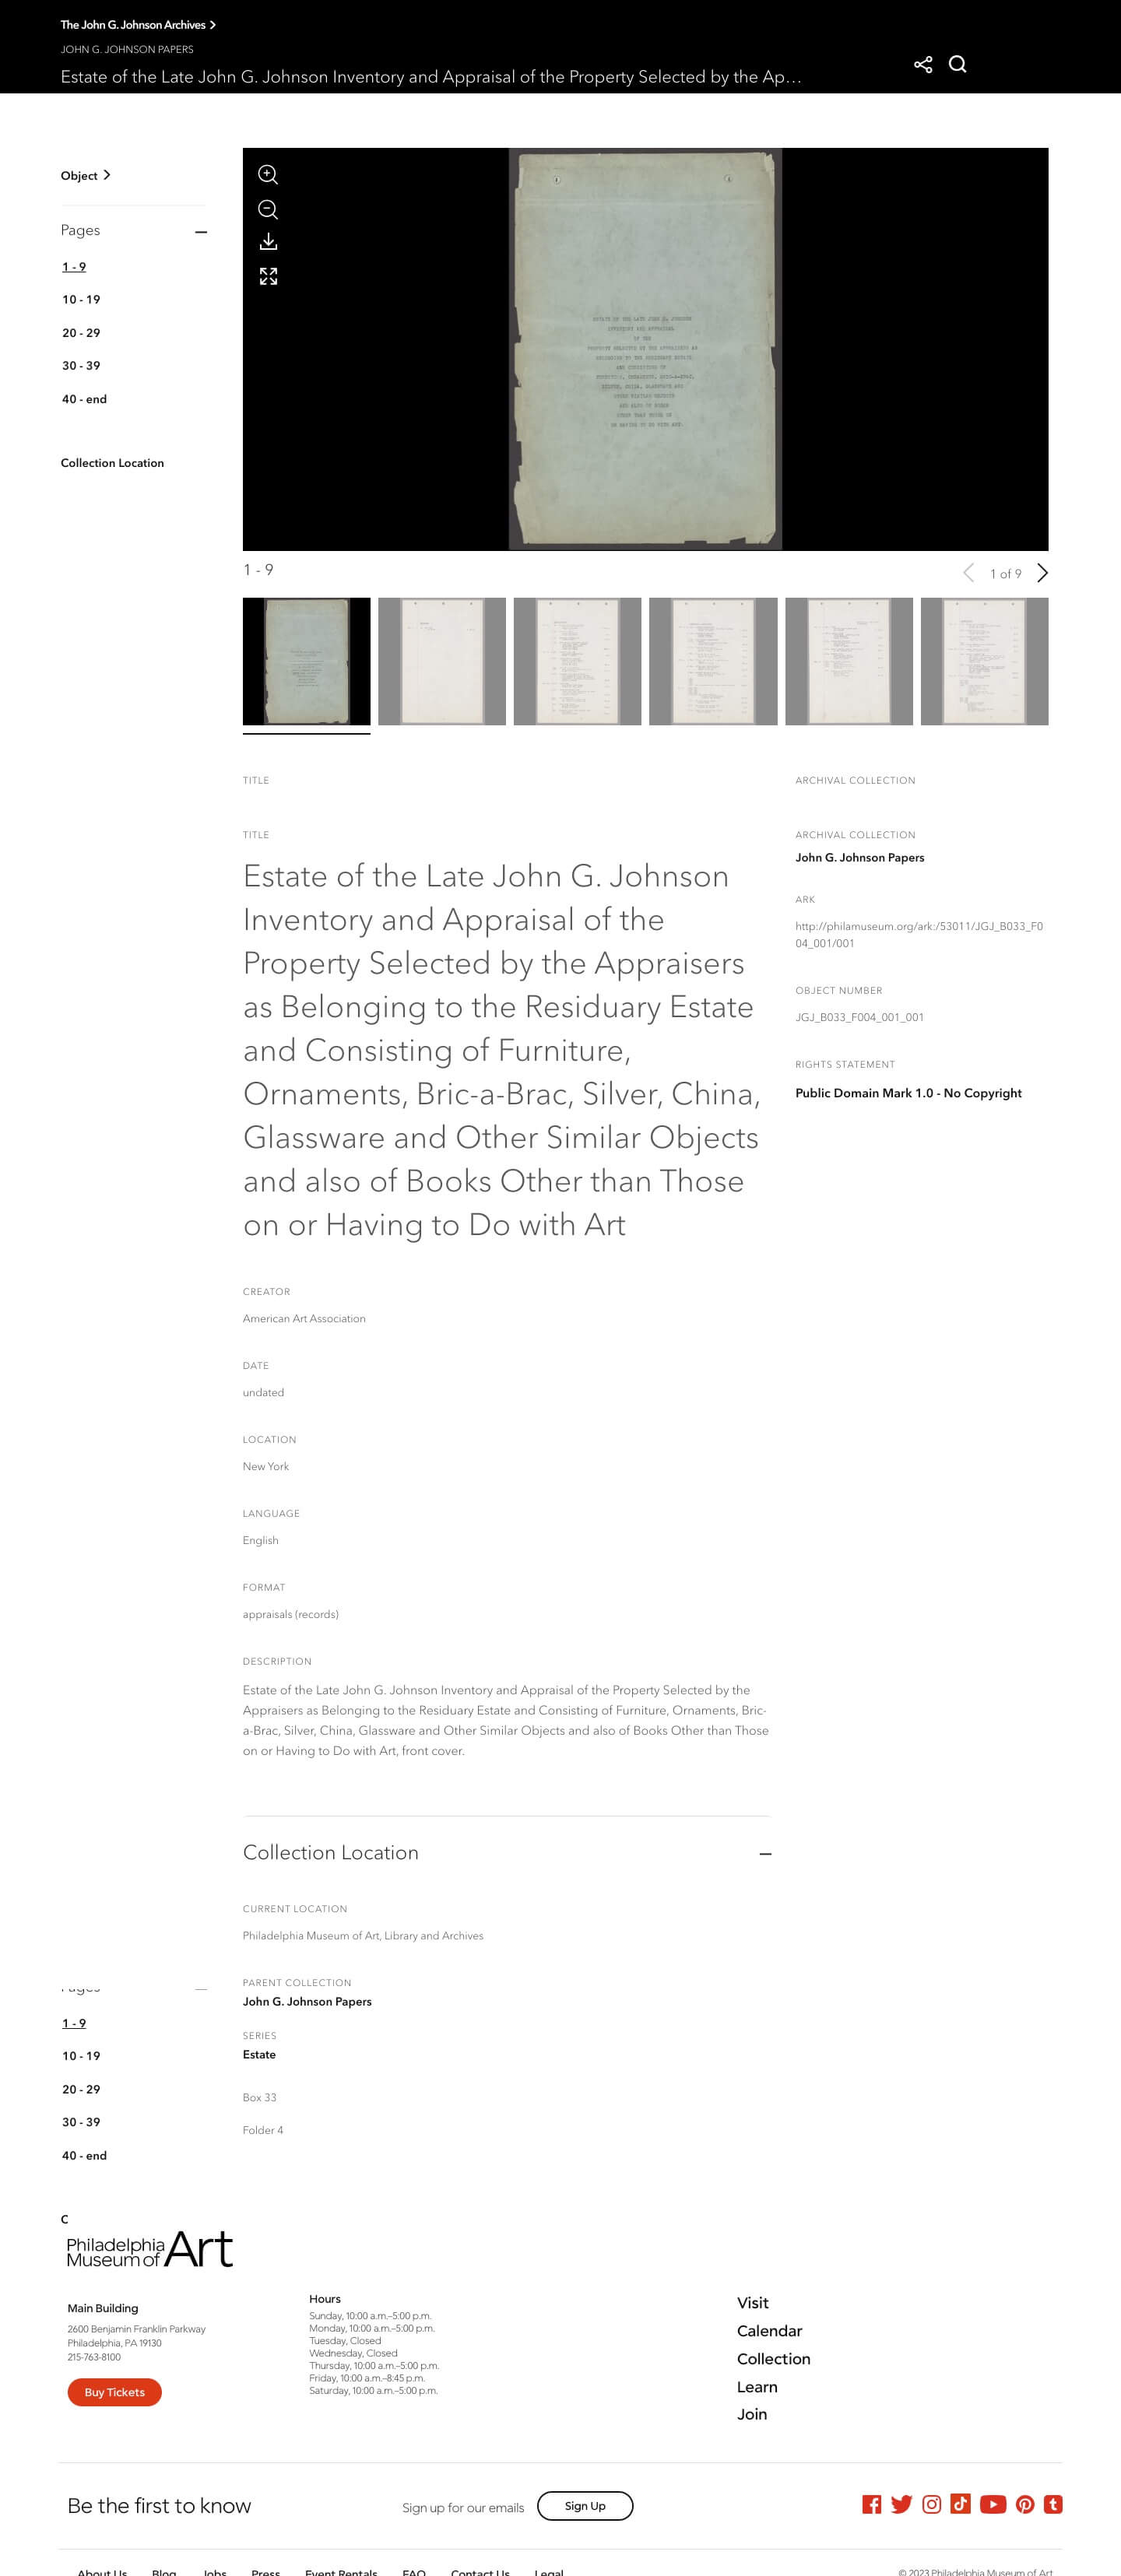 The John G. Johnson Archives
JOHN G. JOHNSON PAPERS
Estate of the Late John G. Johnson Inventory and Appraisal of the Property Selected by the Ap…
Object
Pages
1 - 9
10 - 19
20 - 29
30 - 39
40 - end
Collection Location
ESTATE OF THE LATE JOHN G. JOHNSON
INVENTORY AND APPRAISAL
OF THE
PROPERTY SELECTED BY THE APPRAISERS AS
BELONGING TO THE RESIDUARY ESTATE
AND CONSISTING OF
FURNITURE, ORNAMENTS, BRIC-A-BRAC,
SILVER, CHINA, GLASSWARE AND
OTHER SIMILAR OBJECTS
AND ALSO OF BOOKS
OTHER THAN THOSE ON
OR HAVING TO DO WITH ART.
1 - 9
1 of 9
TITLE
ARCHIVAL COLLECTION
TITLE
Estate of the Late John G. Johnson
Inventory and Appraisal of the
Property Selected by the Appraisers
as Belonging to the Residuary Estate
and Consisting of Furniture,
Ornaments, Bric-a-Brac, Silver, China,
Glassware and Other Similar Objects
and also of Books Other than Those
on or Having to Do with Art
ARCHIVAL COLLECTION
John G. Johnson Papers
ARK
http://philamuseum.org/ark:/53011/JGJ_B033_F0
04_001/001
OBJECT NUMBER
JGJ_B033_F004_001_001
RIGHTS STATEMENT
Public Domain Mark 1.0 - No Copyright
CREATOR
American Art Association
DATE
undated
LOCATION
New York
LANGUAGE
English
FORMAT
appraisals (records)
DESCRIPTION
Estate of the Late John G. Johnson Inventory and Appraisal of the Property Selected by the
Appraisers as Belonging to the Residuary Estate and Consisting of Furniture, Ornaments, Bric-
a-Brac, Silver, China, Glassware and Other Similar Objects and also of Books Other than Those
on or Having to Do with Art, front cover.
Collection Location
CURRENT LOCATION
Philadelphia Museum of Art, Library and Archives
PARENT COLLECTION
John G. Johnson Papers
SERIES
Estate
Box 33
Folder 4
Pages
1 - 9
10 - 19
20 - 29
30 - 39
40 - end
C
Philadelphia
Museum of Art
Main Building
2600 Benjamin Franklin Parkway
Philadelphia, PA 19130
215-763-8100
Buy Tickets
Hours
Sunday, 10:00 a.m.–5:00 p.m.
Monday, 10:00 a.m.–5:00 p.m.
Tuesday, Closed
Wednesday, Closed
Thursday, 10:00 a.m.–5:00 p.m.
Friday, 10:00 a.m.–8:45 p.m.
Saturday, 10:00 a.m.–5:00 p.m.
Visit
Calendar
Collection
Learn
Join
Be the first to know
Sign up for our emails
Sign Up
About Us Blog Jobs Press Event Rentals FAQ Contact Us Legal
© 2023 Philadelphia Museum of Art